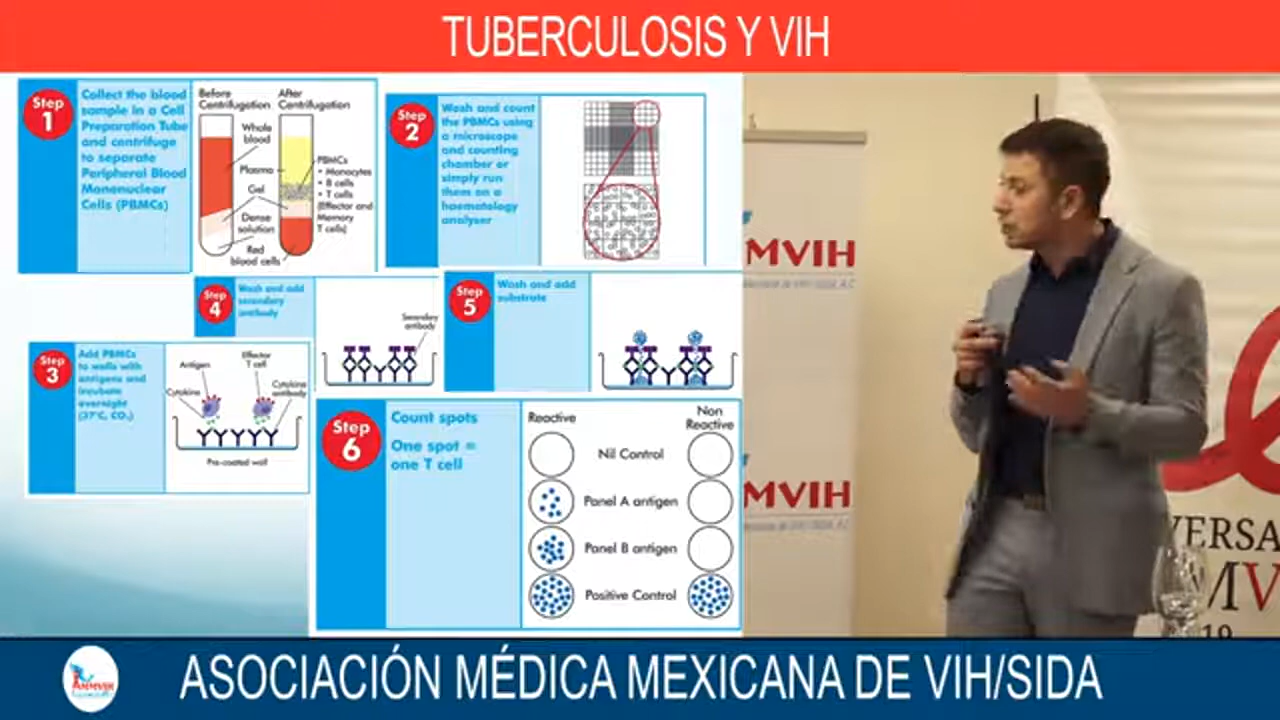 TUBERCULOSIS Y VIH
Step
1
Collect the blood
sample in a Cell
Preparation Tube
and centrifuge
to separate
Peripheral Blood
Mononuclear
Cells (PBMCs)
Before
Centrifugation
After
Centrifugation
Whole
blood
Plasma
Gel
Dense
solution
Red
blood cells
PBMCs
• Monocytes
• B cells
• T cells
(Effector and
Memory
T cells)
Step
2
Wash and count
the PBMCs using
a microscope
and counting
chamber or
simply run
them on a
haematology
analyser
Step
3
Add PBMCs
to wells with
antigens and
incubate
overnight
(37°C, CO₂)
Antigen
Effector
T cell
Cytokine
Cytokine
antibody
Pre-coated well
Step
4
Wash and add
secondary
antibody
Secondary
antibody
Step
5
Wash and add
substrate
Step
6
Count spots
One spot =
one T cell
Reactive
Non
Reactive
Nil Control
Panel A antigen
Panel B antigen
Positive Control
MVIH
MVIH
VERSA
MV
19
AMMVIH
ASOCIACIÓN MÉDICA MEXICANA DE VIH/SIDA